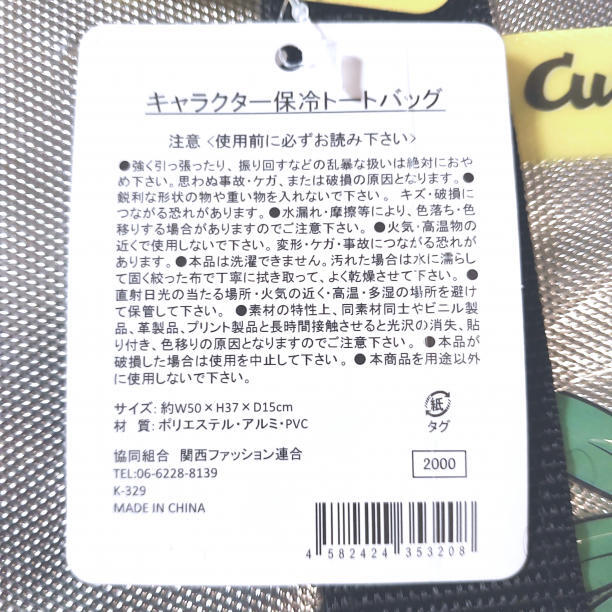 キャラクター保冷トートバッグ
注意 <使用前に必ずお読み下さい>
●強く引っ張ったり、振り回すなどの乱暴な扱いは絶対におや
め下さい。思わぬ事故・ケガ、または破損の原因となります。●
鋭利な形状の物や重い物を入れないで下さい。キズ・破損に
つながる恐れがあります。●水漏れ・摩擦等により、色落ち・色
移りする場合がありますのでご注意下さい。●火気・高温物の
近くで使用しないで下さい。変形・ケガ・事故につながる恐れが
あります。●本品は洗濯できません。汚れた場合は水に濡らし
て固く絞った布で丁寧に拭き取って、よく乾燥させて下さい。●
直射日光の当たる場所・火気の近く・高温・多湿の場所を避け
て保管して下さい。●素材の特性上、同素材同士やビニル製
品、革製品、プリント製品と長時間接触させると光沢の消失、貼
り付き、色移りの原因となりますのでご注意下さい。●本品が
破損した場合は使用を中止して下さい。●本商品を用途以外
に使用しないで下さい。
サイズ: 約W50×H37×D15cm
材 質: ポリエステル・アルミ・PVC
紙
タグ
協同組合 関西ファッション連合
TEL:06-6228-8139
K-329
MADE IN CHINA
2000
4 582424 353208
Cu